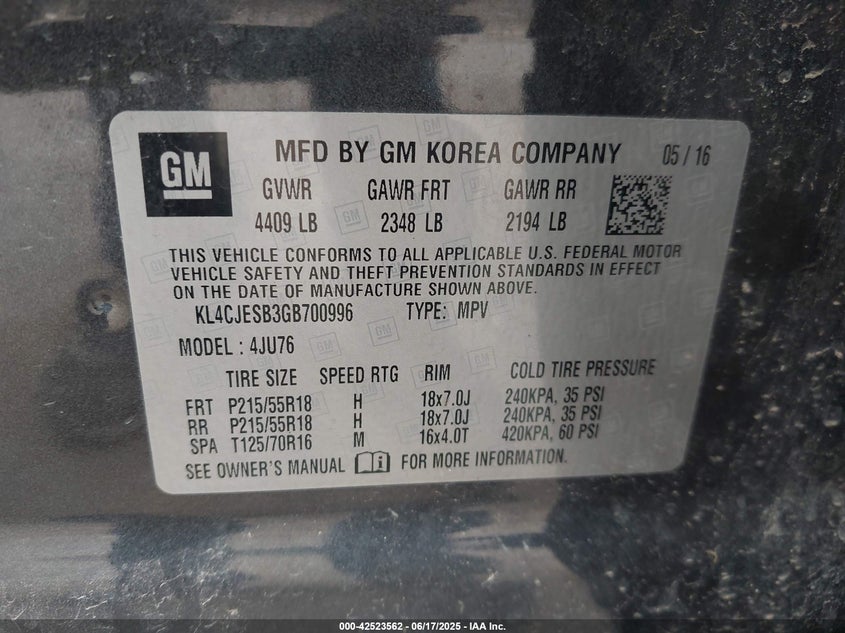 GM
MFD BY GM KOREA COMPANY 05 / 16
GVWR GAWR FRT GAWR RR
4409 LB 2348 LB 2194 LB
THIS VEHICLE CONFORMS TO ALL APPLICABLE U.S. FEDERAL MOTOR
VEHICLE SAFETY AND THEFT PREVENTION STANDARDS IN EFFECT
ON THE DATE OF MANUFACTURE SHOWN ABOVE.
KL4CJESB3GB700996 TYPE: MPV
MODEL : 4JU76
TIRE SIZE SPEED RTG RIM COLD TIRE PRESSURE
FRT P215/55R18 H 18x7.0J 240KPA, 35 PSI
RR P215/55R18 H 18x7.0J 240KPA, 35 PSI
SPA T125/70R16 M 16x4.0T 420KPA, 60 PSI
SEE OWNER'S MANUAL FOR MORE INFORMATION.
000-42523562 - 06/17/2025 - IAA Inc.